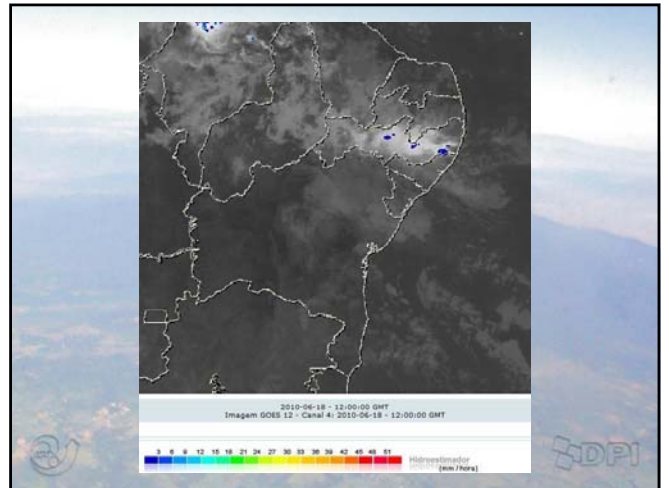 2010-06-18 - 12:00:00 GMT
Imagem GOES 12 - Canal 4: 2010-06-18 - 12:00:00 GMT
3 6 9 12 15 18 21 24 27 30 33 36 39 42 45 48 51
Hidroestimador
(mm / hora)
DPI